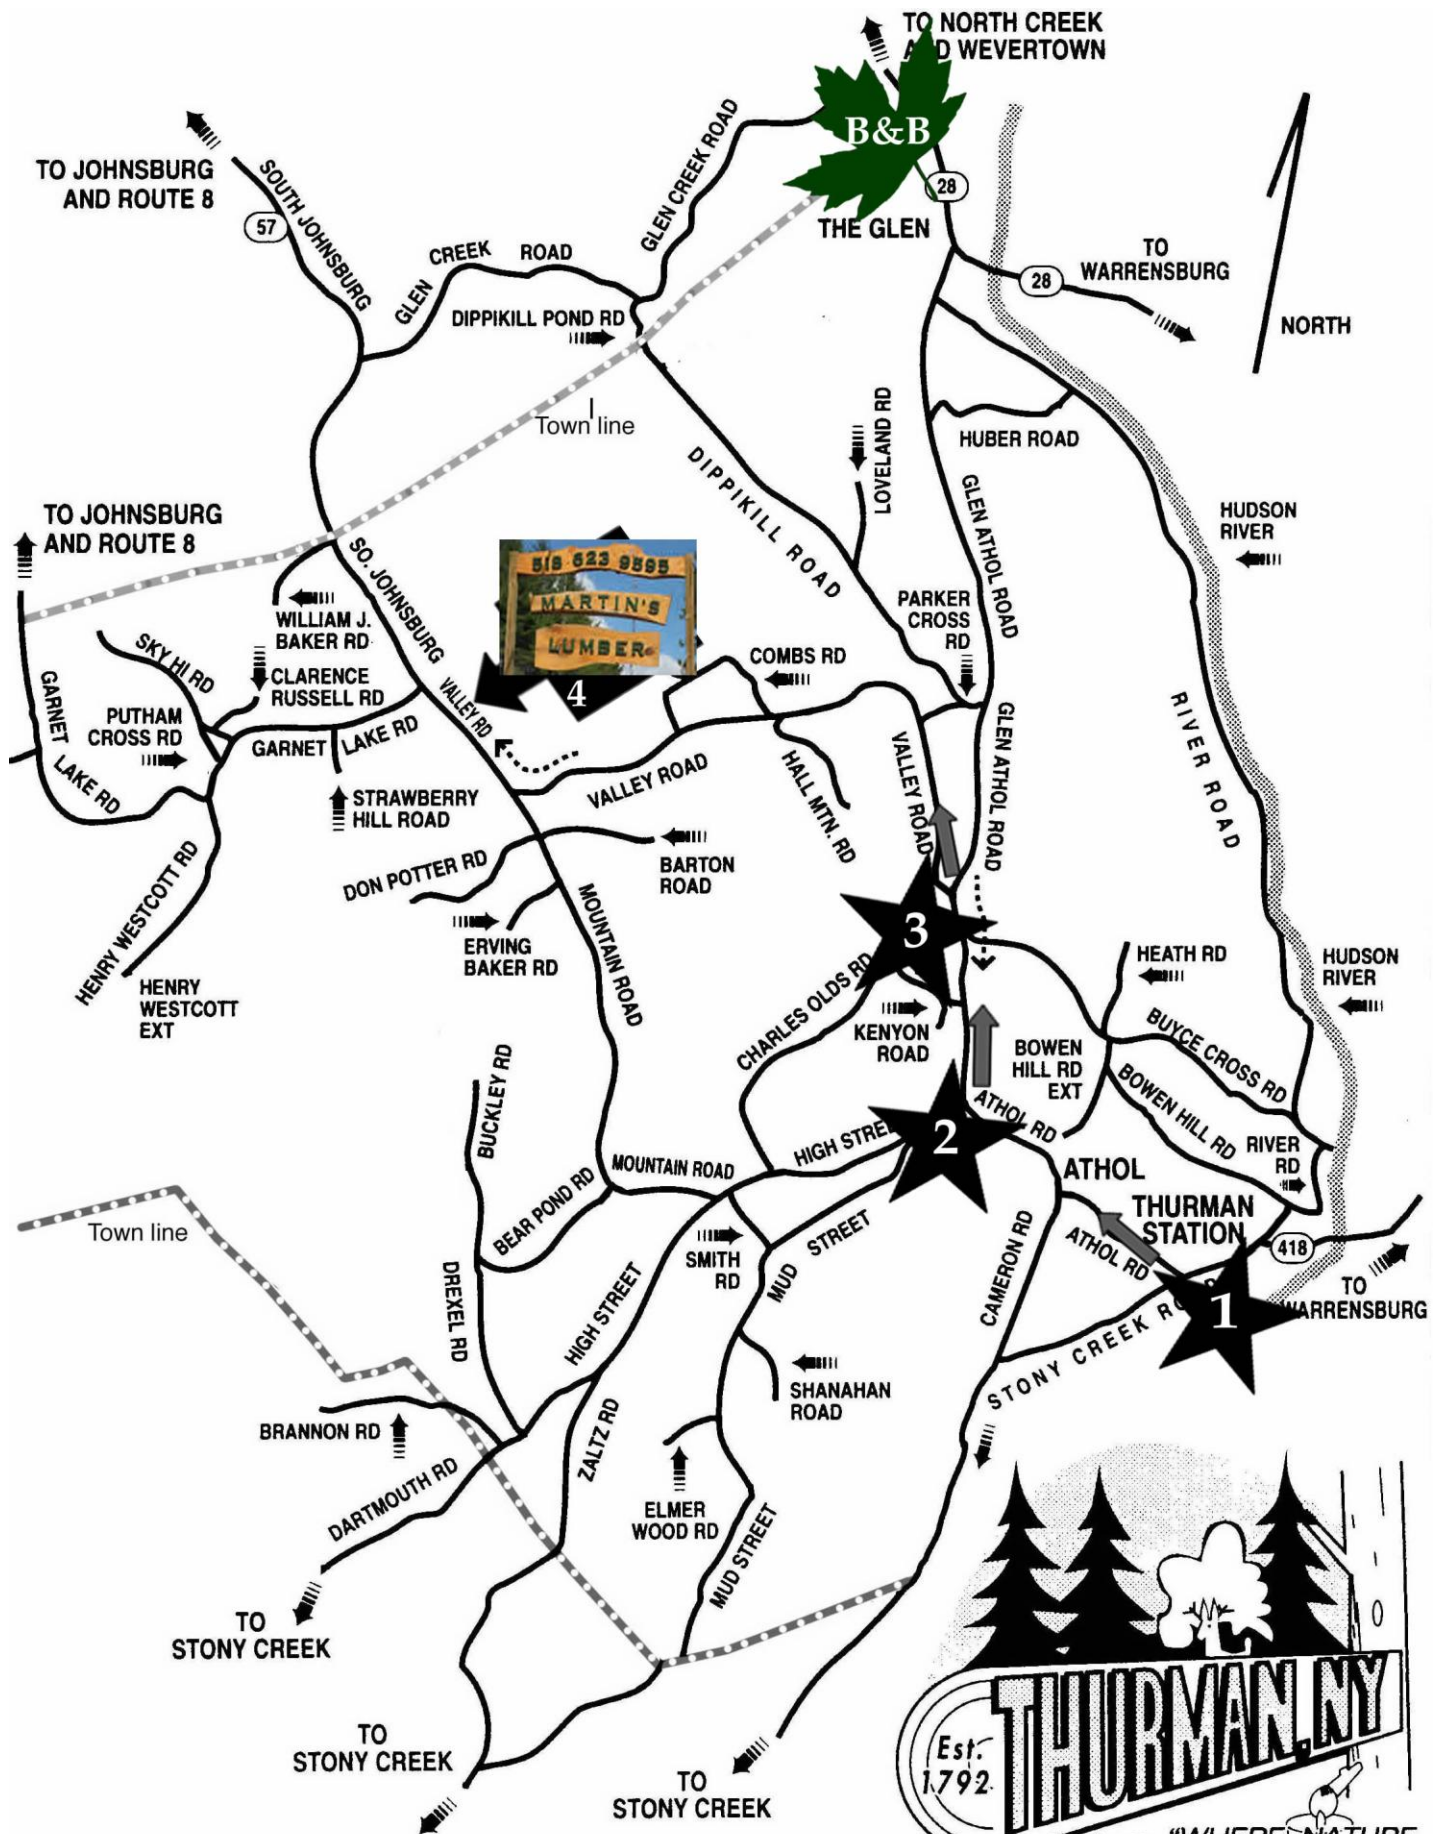 TO NORTH CREEK
AND WEVERTOWN
B&B
28
THE GLEN
GLEN CREEK ROAD
TO JOHNSBURG
AND ROUTE 8
SOUTH JOHNSBURG
57
GLEN CREEK ROAD
DIPPIKILL POND RD
TO
WARRENSBURG
28
NORTH
Town line
LOVELAND RD
HUBER ROAD
DIPPIKILL ROAD
GLEN ATHOL ROAD
HUDSON
RIVER
TO JOHNSBURG
AND ROUTE 8
SO. JOHNSBURG
518 623 9595
MARTIN'S
LUMBER
4
PARKER
CROSS
RD
WILLIAM J.
BAKER RD
SKY HI RD
CLARENCE
RUSSELL RD
COMBS RD
VALLEY RD
GARNET
LAKE RD
PUTHAM
CROSS RD
GARNET LAKE RD
STRAWBERRY
HILL ROAD
VALLEY ROAD
HALL MTN. RD
VALLEY ROAD
GLEN ATHOL ROAD
RIVER ROAD
DON POTTER RD
BARTON
ROAD
HENRY WESTCOTT RD
ERVING
BAKER RD
MOUNTAIN ROAD
3
HENRY
WESTCOTT
EXT
CHARLES OLDS RD
HEATH RD
HUDSON
RIVER
KENYON
ROAD
BOWEN
HILL RD
EXT
BUYCE CROSS RD
BUCKLEY RD
BOWEN HILL RD
ATHOL RD
2
HIGH STREE
RIVER
RD
MOUNTAIN ROAD
ATHOL
BEAR POND RD
THURMAN
STATION
SMITH
RD
MUD STREET
CAMERON RD
ATHOL RD
418
Town line
DREXEL RD
HIGH STREET
1
TO
WARRENSBURG
STONY CREEK RO D
SHANAHAN
ROAD
BRANNON RD
ZALTZ RD
DARTMOUTH RD
ELMER
WOOD RD
MUD STREET
TO
STONY CREEK
TO
STONY CREEK
TO
STONY CREEK
THURMAN, NY
Est.
1792
"WHERE NATURE